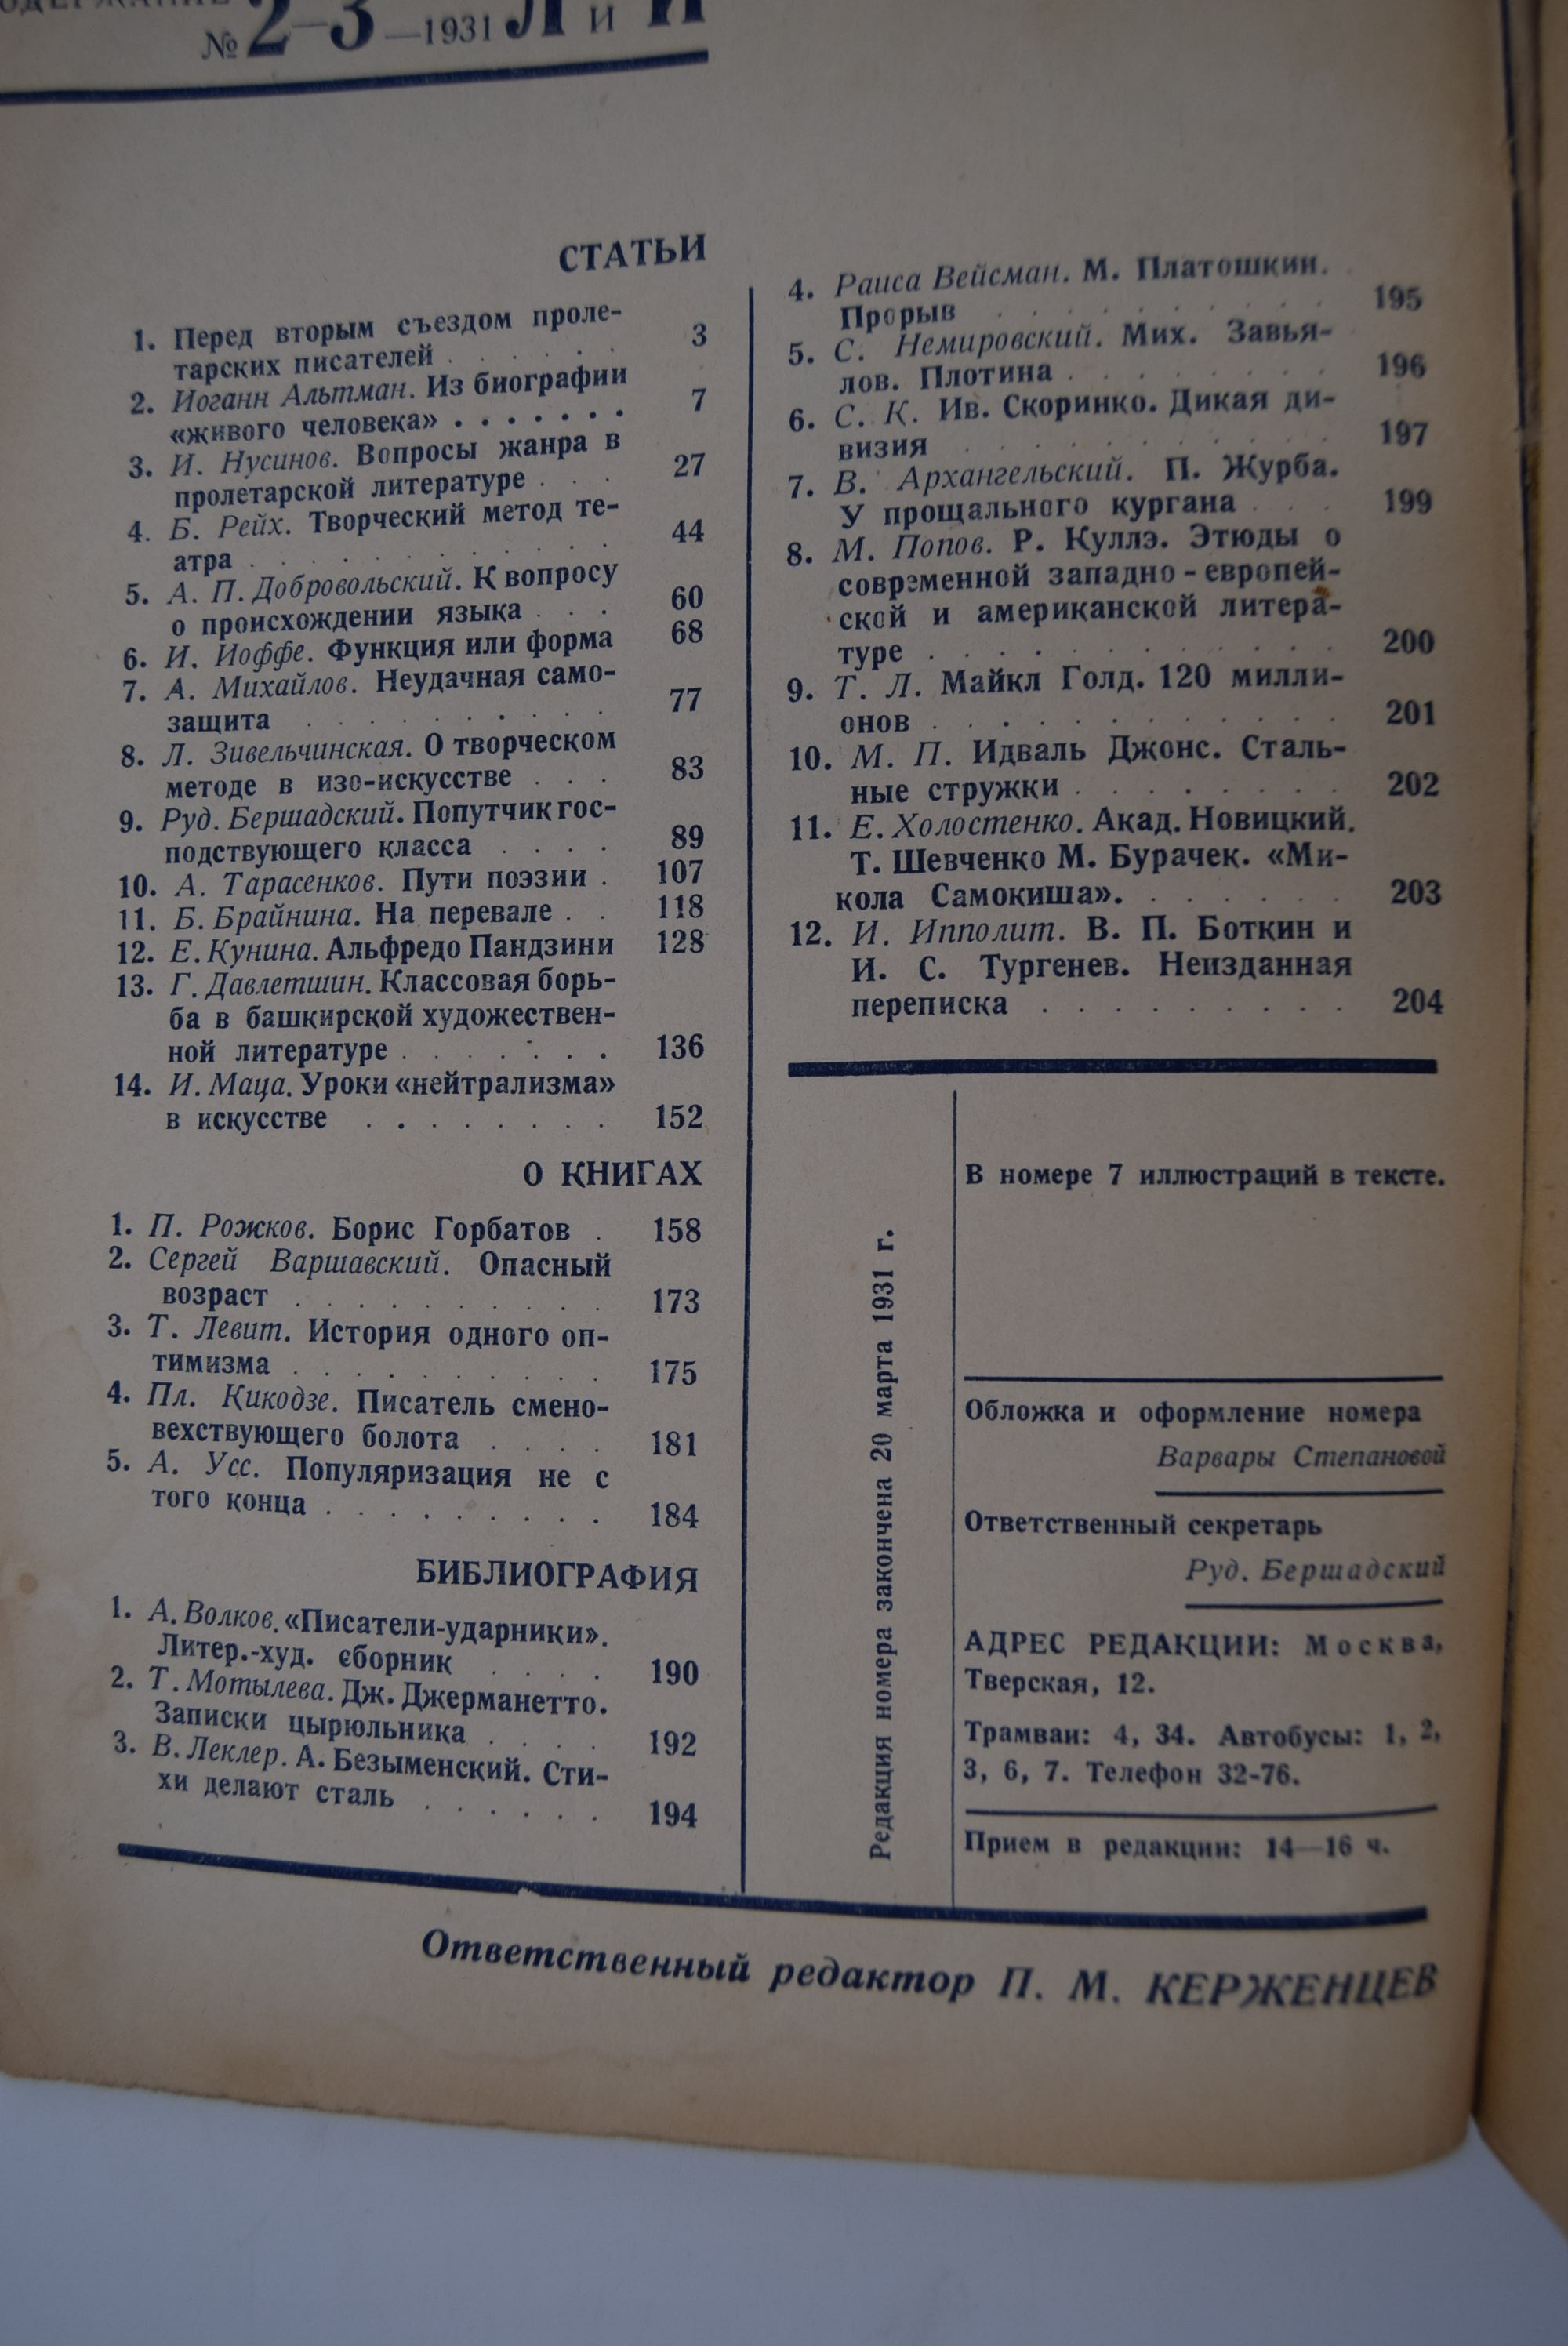 СОДЕРЖАНИЕ
№ 2–3—1931 Л и И
СТАТЬИ
1. Перед вторым съездом проле-
тарских писателей . . . . . . 3
2. Иоганн Альтман. Из биографии
«живого человека» . . . . . . . 7
3. И. Нусинов. Вопросы жанра в
пролетарской литературе . . . 27
4. Б. Рейх. Творческий метод те-
атра . . . . . . . . . . 44
5. А. П. Добровольский. К вопросу
о происхождении языка . . . 60
6. И. Иоффе. Функция или форма 68
7. А. Михайлов. Неудачная само-
защита . . . . . . . . . 77
8. Л. Зивельчинская. О творческом
методе в изо-искусстве . . . 83
9. Руд. Бершадский. Попутчик гос-
подствующего класса . . . . 89
10. А. Тарасенков. Пути поэзии . 107
11. Б. Брайнина. На перевале . . 118
12. Е. Кунина. Альфредо Пандзини 128
13. Г. Давлетшин. Классовая борь-
ба в башкирской художествен-
ной литературе . . . . . . . 136
14. И. Маца. Уроки «нейтрализма»
в искусстве . . . . . . . . 152
О КНИГАХ
1. П. Рожков. Борис Горбатов . 158
2. Сергей Варшавский. Опасный
возраст . . . . . . . . . . 173
3. Т. Левит. История одного оп-
тимизма . . . . . . . . . . 175
4. Пл. Кикодзе. Писатель смено-
вехствующего болота . . . . 181
5. А. Усс. Популяризация не с
того конца . . . . . . . . . 184
БИБЛИОГРАФИЯ
1. А. Волков. «Писатели-ударники».
Литер.-худ. сборник . . . . 190
2. Т. Мотылева. Дж. Джерманетто.
Записки цырюльника . . . . 192
3. В. Леклер. А. Безыменский. Сти-
хи делают сталь . . . . . . 194
4. Раиса Вейсман. М. Платошкин.
Прорыв . . . . . . . . . 195
5. С. Немировский. Мих. Завья-
лов. Плотина . . . . . . . . 196
6. С. К. Ив. Скоринко. Дикая ди-
визия . . . . . . . . . . 197
7. В. Архангельский. П. Журба.
У прощального кургана . . . 199
8. М. Попов. Р. Куллэ. Этюды о
современной западно-европей-
ской и американской литера-
туре . . . . . . . . . . . 200
9. Т. Л. Майкл Голд. 120 милли-
онов . . . . . . . . . . . 201
10. М. П. Идваль Джонс. Сталь-
ные стружки . . . . . . . . 202
11. Е. Холостенко. Акад. Новицкий.
Т. Шевченко М. Бурачек. «Ми-
кола Самокиша». . . . . . . 203
12. И. Ипполит. В. П. Боткин и
И. С. Тургенев. Неизданная
переписка . . . . . . . . . 204
Редакция номера закончена 20 марта 1931 г.
В номере 7 иллюстраций в тексте.
Обложка и оформление номера
Варвары Степановой
Ответственный секретарь
Руд. Бершадский
АДРЕС РЕДАКЦИИ: Москва,
Тверская, 12.
Трамваи: 4, 34. Автобусы: 1, 2,
3, 6, 7. Телефон 32-76.
Прием в редакции: 14—16 ч.
Ответственный редактор П. М. КЕРЖЕНЦЕВ